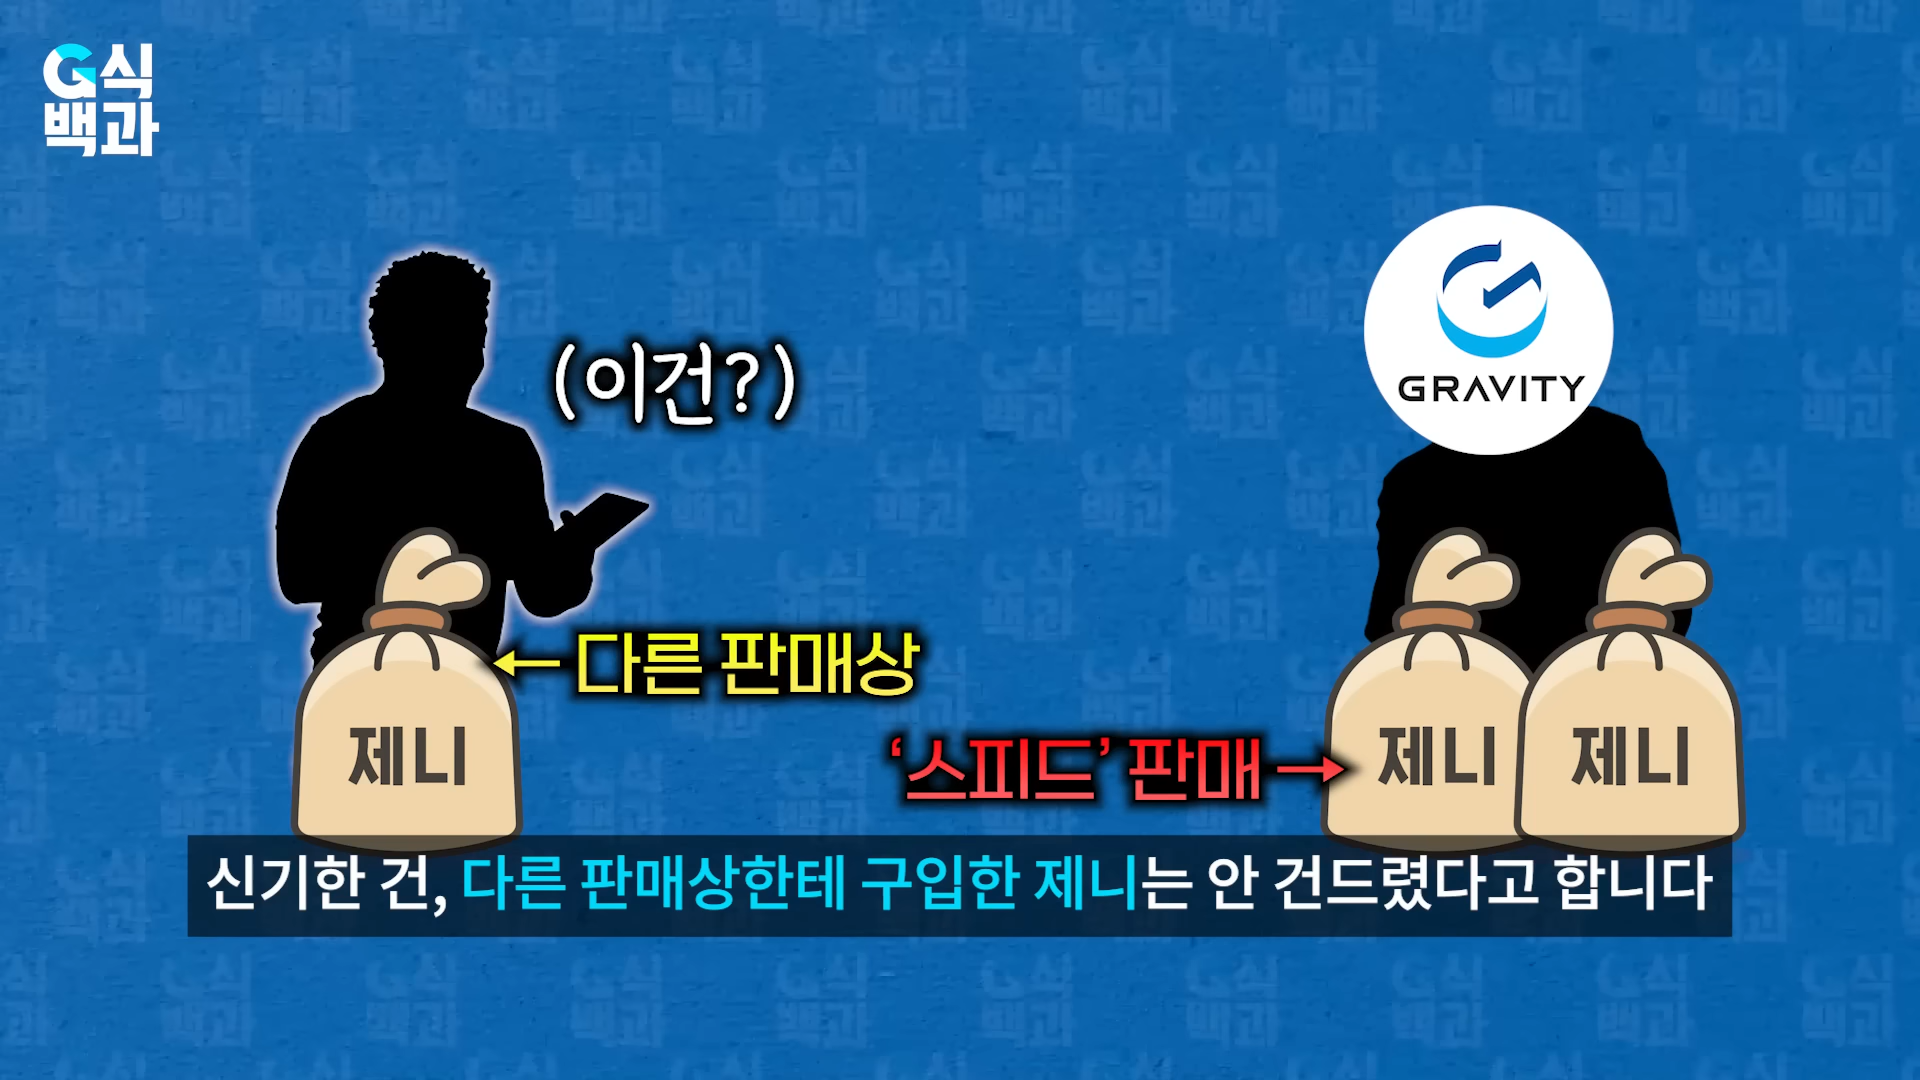 G식
백과
GRAVITY
(이건?)
←다른 판매상
‘스피드’ 판매→
제니
제니
제니
신기한 건, 다른 판매상한테 구입한 제니는 안 건드렸다고 합니다